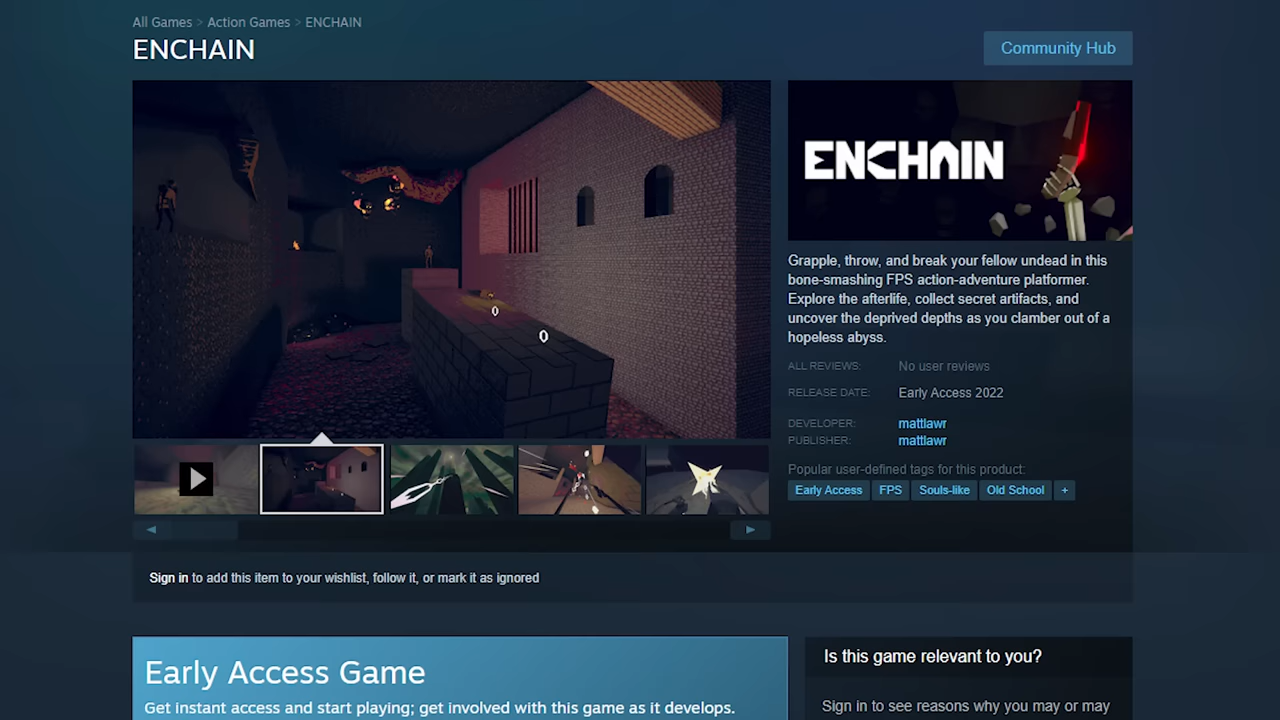 All Games > Action Games > ENCHAIN
ENCHAIN
Community Hub
ENCHAIN
Grapple, throw, and break your fellow undead in this
bone-smashing FPS action-adventure platformer.
Explore the afterlife, collect secret artifacts, and
uncover the deprived depths as you clamber out of a
hopeless abyss.
ALL REVIEWS: No user reviews
RELEASE DATE: Early Access 2022
DEVELOPER: mattlawr
PUBLISHER: mattlawr
Popular user-defined tags for this product:
Early Access FPS Souls-like Old School +
0
0
Sign in to add this item to your wishlist, follow it, or mark it as ignored
Early Access Game
Get instant access and start playing; get involved with this game as it develops.
Is this game relevant to you?
Sign in to see reasons why you may or may